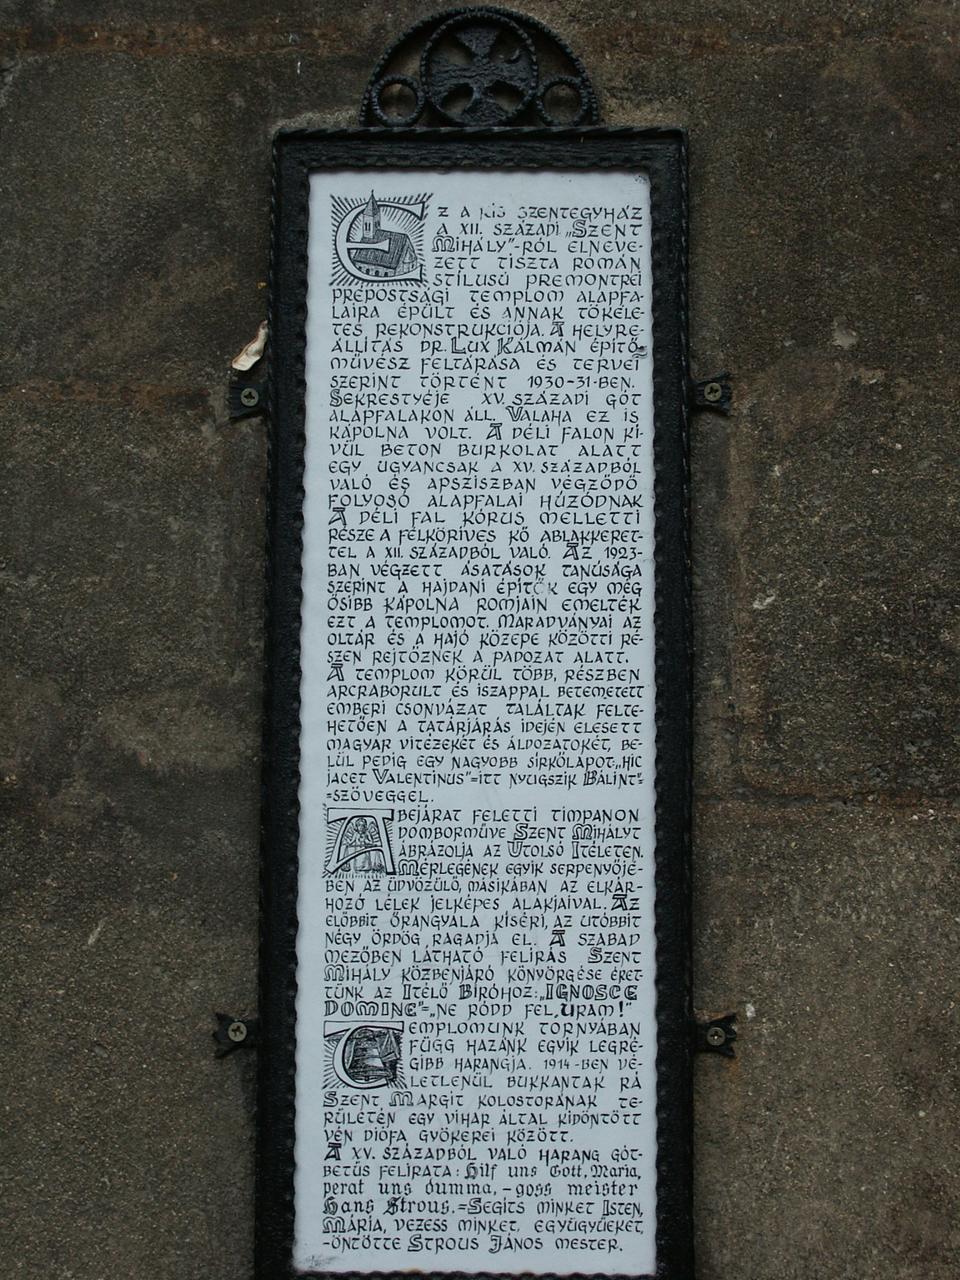 EZ A KIS SZENTEGYHÁZ
A XII. SZÁZADI „SZENT
MIHÁLY"-RÓL ELNEVE-
ZETT TISZTA ROMÁN
STÍLUSÚ PREMONTREI
PRÉPOSTSÁGI TEMPLOM ALAPFA-
LAIRA ÉPÜLT ÉS ANNAK TÖKÉLE-
TES REKONSTRUKCIÓJA. A HELYRE-
ÁLLÍTÁS DR. LUX KÁLMÁN ÉPÍTŐ-
MŰVÉSZ FELTÁRÁSA ÉS TERVEI
SZERINT TÖRTÉNT 1930-31-BEN.
SEKRESTYÉJE XV. SZÁZADI GÓT
ALAPFALAKON ÁLL. VALAHA EZ IS
KÁPOLNA VOLT. A DÉLI FALON KÍ-
VÜL BETON BURKOLAT ALATT
EGY UGYANCSAK A XV. SZÁZADBÓL
VALÓ ÉS APSZISZBAN VÉGZŐDŐ
FOLYOSÓ ALAPFALAI HÚZÓDNAK
A DÉLI FAL KÓRUS MELLETTI
RÉSZE A FÉLKÖRÍVES KŐ ABLAKKERET-
TEL A XII. SZÁZADBÓL VALÓ. AZ 1923-
BAN VÉGZETT ÁSATÁSOK TANÚSÁGA
SZERINT A HAJDANI ÉPÍTŐK EGY MÉG
ŐSIBB KÁPOLNA ROMJAIN EMELTÉK
EZT A TEMPLOMOT. MARADVÁNYAI AZ
OLTÁR ÉS A HAJÓ KÖZEPE KÖZÖTTI RÉ-
SZEN REJTŐZNEK A PADOZAT ALATT.
A TEMPLOM KÖRÜL TÖBB, RÉSZBEN
ARCRABORULT ÉS ISZAPPAL BETEMETETT
EMBERI CSONVÁZAT TALÁLTAK FELTE-
HETŐEN A TATÁRJÁRÁS IDEJÉN ELESETT
MAGYAR VITÉZEKÉT ÉS ÁLDOZATOKÉT, BE-
LÜL PEDIG EGY NAGYOBB SÍRKŐLAPOT „HIC
JACET VALENTINUS"=ITT NYUGSZIK BÁLINT"-
-SZÖVEGGEL.
A BEJÁRAT FELETTI TIMPANON
DOMBORMŰVE SZENT MIHÁLYT
ÁBRÁZOLJA AZ UTOLSÓ ÍTÉLETEN.
MÉRLEGÉNEK EGYIK SERPENYŐJÉ-
BEN AZ ÜDVÖZÜLŐ, MÁSIKÁBAN AZ ELKÁR-
HOZÓ LÉLEK JELKÉPES ALAKJAIVAL. AZ
ELŐBBIT ŐRANGYALA KÍSÉRI, AZ UTÓBBIT
NÉGY ÖRDÖG RAGADJA EL. A SZABAD
MEZŐBEN LÁTHATÓ FELÍRÁS SZENT
MIHÁLY KÖZBENJÁRÓ KÖNYÖRGÉSE ÉRET-
TÜNK AZ ÍTÉLŐ BÍRÓHOZ: „IGNOSCE
DOMINE"=„NE RÓDD FEL, URAM!"
TEMPLOMUNK TORNYÁBAN
FÜGG HAZÁNK EGYIK LEGRÉ-
GIBB HARANGJA. 1914-BEN VÉ-
LETLENÜL BUKKANTAK RÁ
SZENT MARGIT KOLOSTORÁNAK TE-
RÜLETÉN EGY VIHAR ÁLTAL KIDÖNTÖTT
VÉN DIÓFA GYÖKEREI KÖZÖTT.
A XV. SZÁZADBÓL VALÓ HARANG GÓT-
BETŰS FELIRATA: Hilf uns Gott, Maria,
perat uns dumma, - goss meister
Hans Strous.=SEGÍTS MINKET ISTEN,
MÁRIA, VEZESS MINKET, EGYÜGYÜEKET,
-ÖNTÖTTE STROUS JÁNOS MESTER.